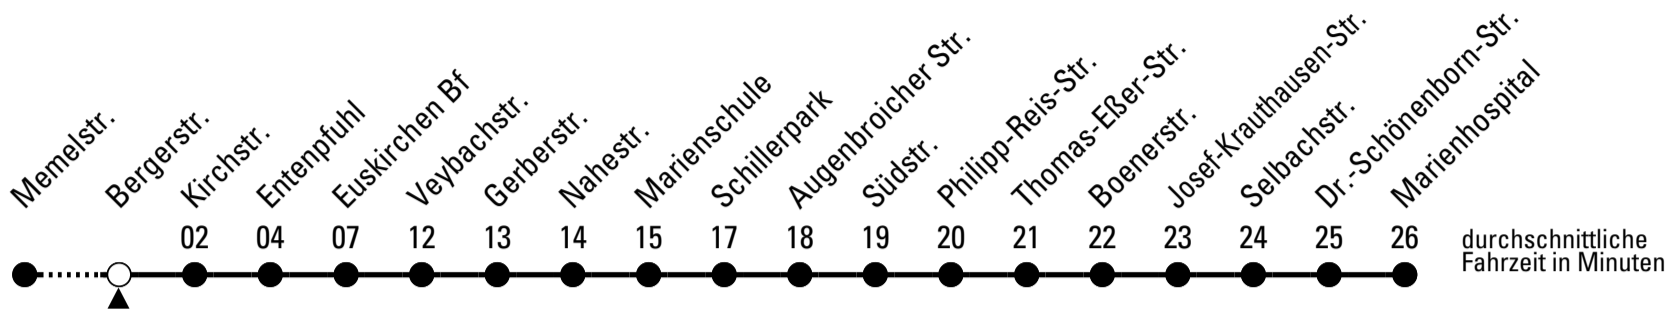 Memelstr.
Bergerstr.
Kirchstr.
Entenpfuhl
Euskirchen Bf
Veybachstr.
Gerberstr.
Nahestr.
Marienschule
Schillerpark
Augenbroicher Str.
Südstr.
Philipp-Reis-Str.
Thomas-Eßer-Str.
Boenerstr.
Josef-Krauthausen-Str.
Selbachstr.
Dr.-Schönenborn-Str.
Marienhospital
02 04 07 12 13 14 15 17 18 19 20 21 22 23 24 25 26
durchschnittliche
Fahrzeit in Minuten